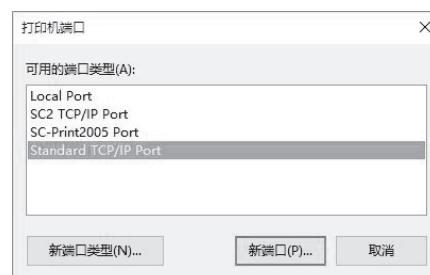 打印机端口
可用的端口类型(A):
Local Port
SC2 TCP/IP Port
SC-Print2005 Port
Standard TCP/IP Port
新端口类型(N)...
新端口(P)...
取消